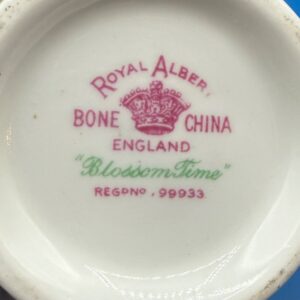 ROYAL ALBER
BONE CHINA
ENGLAND
"Blossom Time"
REGDNO. 99933